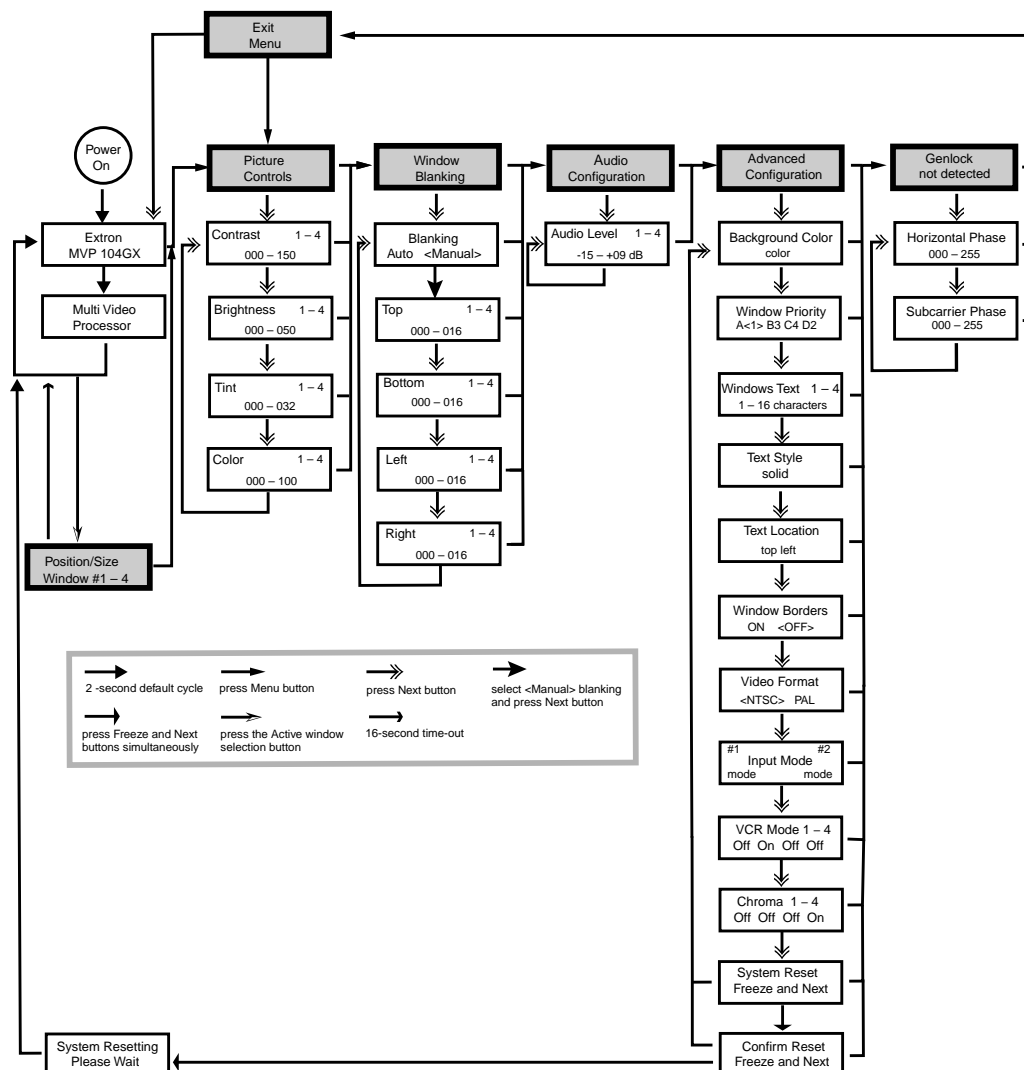 Exit
Menu
Power
On
Picture
Controls
Window
Blanking
Audio
Configuration
Advanced
Configuration
Genlock
not detected
Extron
MVP 104GX
Multi Video
Processor
Position/Size
Window #1 – 4
Contrast 1 – 4
000 – 150
Brightness 1 – 4
000 – 050
Tint 1 – 4
000 – 032
Color 1 – 4
000 – 100
Blanking
Auto <Manual>
Top 1 – 4
000 – 016
Bottom 1 – 4
000 – 016
Left 1 – 4
000 – 016
Right 1 – 4
000 – 016
Audio Level 1 – 4
-15 – +09 dB
Background Color
color
Window Priority
A<1> B3 C4 D2
Windows Text 1 – 4
1 – 16 characters
Text Style
solid
Text Location
top left
Window Borders
ON <OFF>
Video Format
<NTSC> PAL
#1 #2
Input Mode
mode mode
VCR Mode 1 – 4
Off On Off Off
Chroma 1 – 4
Off Off Off On
System Reset
Freeze and Next
Confirm Reset
Freeze and Next
Horizontal Phase
000 – 255
Subcarrier Phase
000 – 255
2 -second default cycle
press Menu button
press Next button
select <Manual> blanking
and press Next button
press Freeze and Next
buttons simultaneously
press the Active window
selection button
16-second time-out
System Resetting
Please Wait